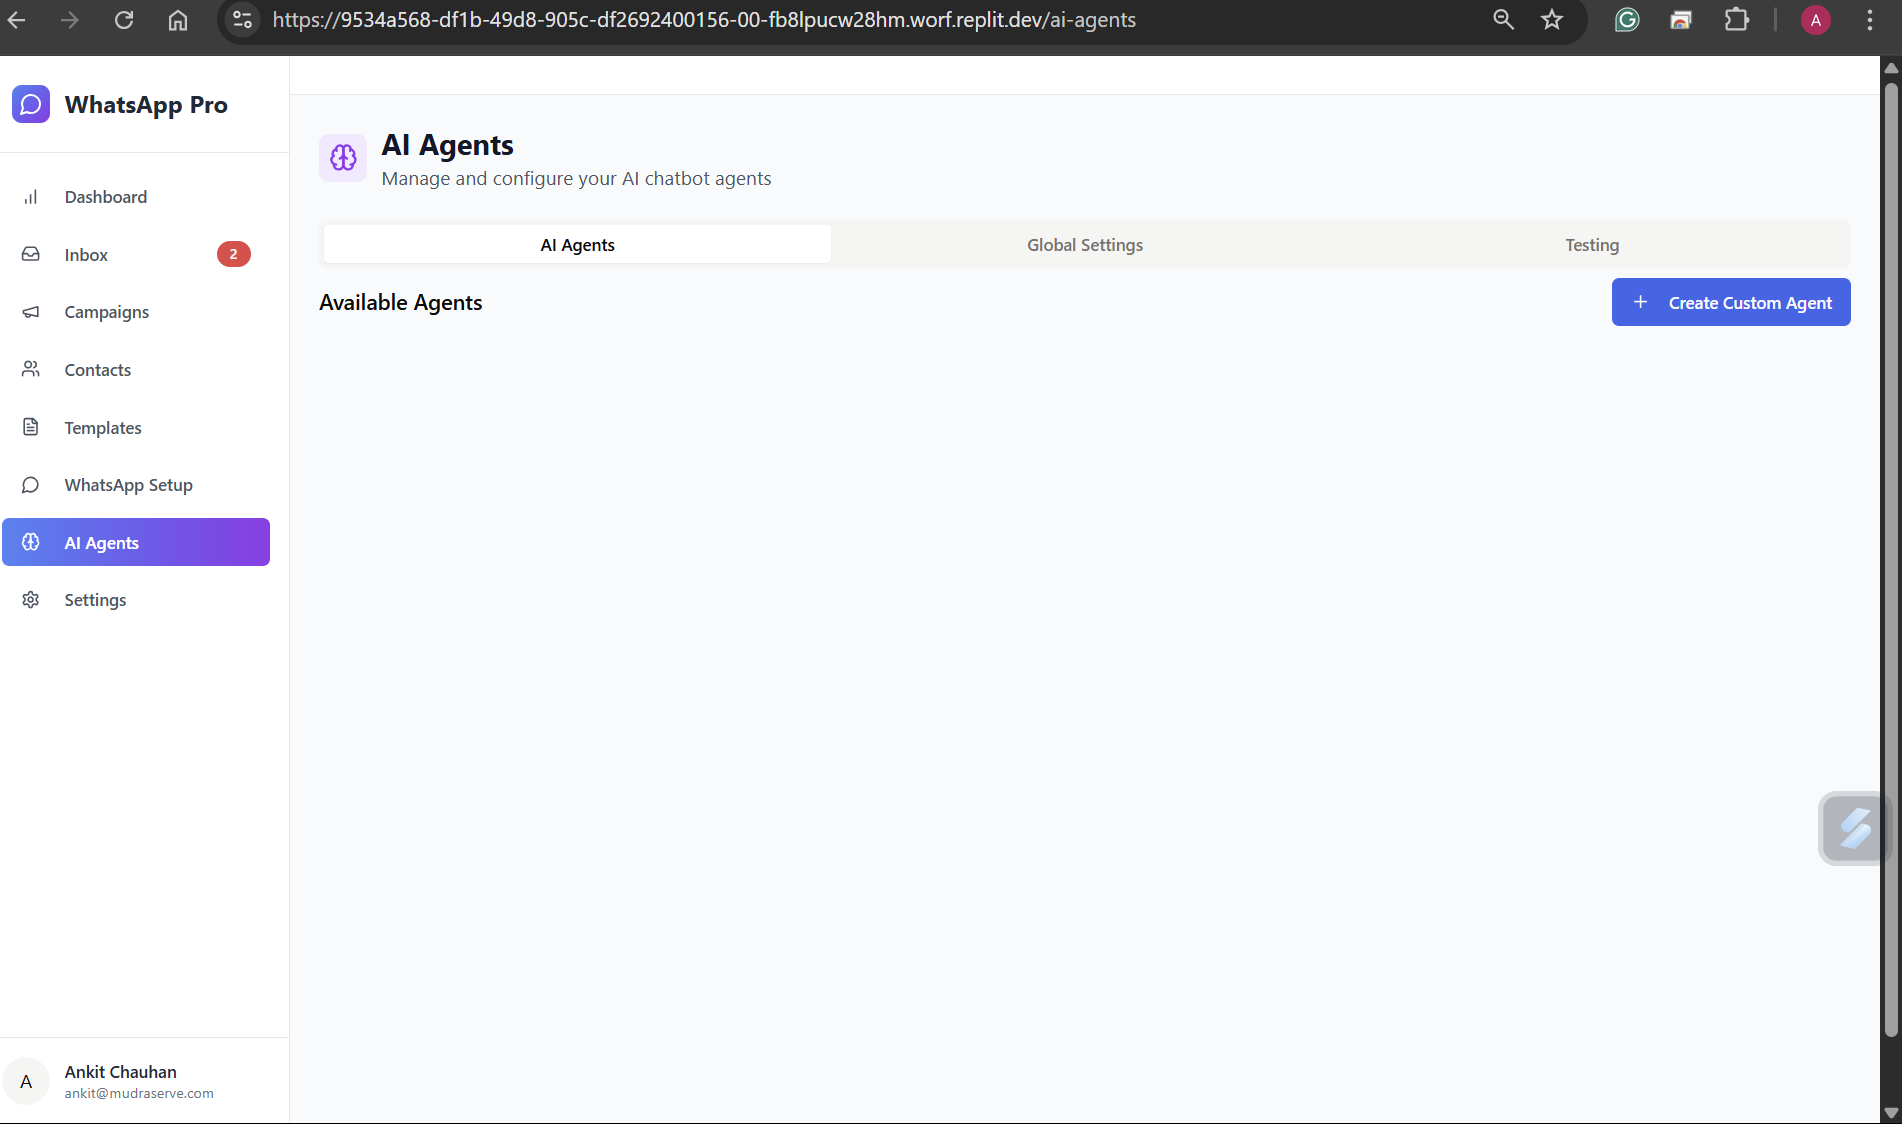 https://9534a568-df1b-49d8-905c-df2692400156-00-fb8lpucw28hm.worf.replit.dev/ai-agents
A
WhatsApp Pro
Dashboard
Inbox
2
Campaigns
Contacts
Templates
WhatsApp Setup
AI Agents
Settings
A
Ankit Chauhan
ankit@mudraserve.com
AI Agents
Manage and configure your AI chatbot agents
AI Agents
Global Settings
Testing
Available Agents
+ Create Custom Agent